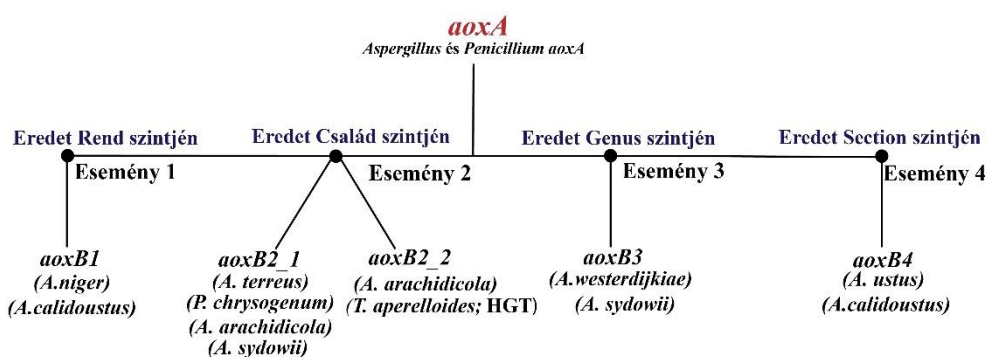 aoxA
Aspergillus és Penicillium aoxA
Eredet Rend szintjén
Eredet Család szintjén
Eredet Genus szintjén
Eredet Section szintjén
Esemény 1
Esemény 2
Esemény 3
Esemény 4
aoxB1
(A.niger)
(A.calidoustus)
aoxB2_1
(A. terreus)
(P. chrysogenum)
(A. arachidicola)
(A. sydowii)
aoxB2_2
(A. arachidicola)
(T. aperelloides; HGT)
aoxB3
(A.westerdijkiae)
(A. sydowii)
aoxB4
(A. ustus)
(A.calidoustus)